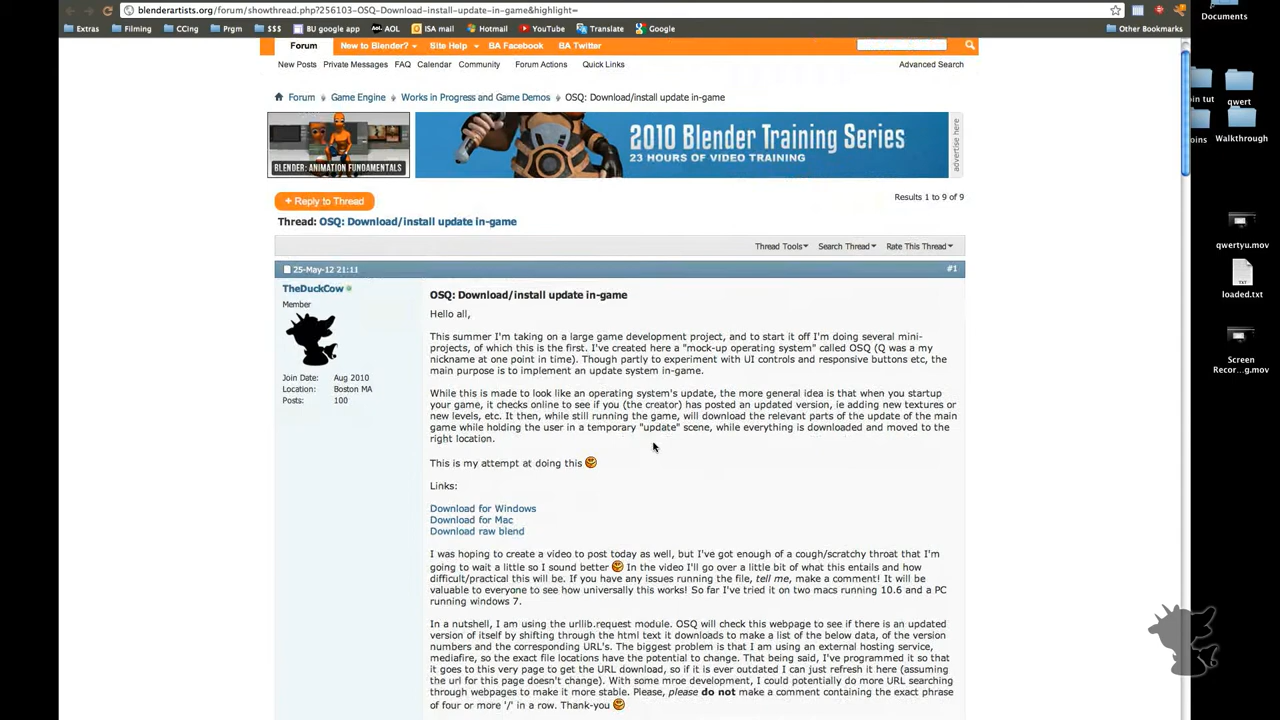 blenderartists.org/forum/showthread.php?256103-OSQ-Download-install-update-in-game&highlight=
Documents
Extras Filming CCing Prgm $$$ BU google app AOL ISA mail Hotmail YouTube Translate Google Other Bookmarks
Forum New to Blender? Site Help BA Facebook BA Twitter
New Posts Private Messages FAQ Calendar Community Forum Actions Quick Links Advanced Search
Forum Game Engine Works in Progress and Game Demos OSQ: Download/install update in-game
qwert
Walkthrough
2010 Blender Training Series
23 HOURS OF VIDEO TRAINING
BLENDER: ANIMATION FUNDAMENTALS
advertise here
+ Reply to Thread
Results 1 to 9 of 9
Thread: OSQ: Download/install update in-game
Thread Tools Search Thread Rate This Thread
qwertyu.mov
25-May-12 21:11 #1
TheDuckCow
Member
Join Date: Aug 2010
Location: Boston MA
Posts: 100
loaded.txt
Screen
Recor...g.mov
OSQ: Download/install update in-game
Hello all,
This summer I'm taking on a large game development project, and to start it off I'm doing several mini-
projects, of which this is the first. I've created here a "mock-up operating system" called OSQ (Q was a my
nickname at one point in time). Though partly to experiment with UI controls and responsive buttons etc, the
main purpose is to implement an update system in-game.
While this is made to look like an operating system's update, the more general idea is that when you startup
your game, it checks online to see if you (the creator) has posted an updated version, ie adding new textures or
new levels, etc. It then, while still running the game, will download the relevant parts of the update of the main
game while holding the user in a temporary "update" scene, while everything is downloaded and moved to the
right location.
This is my attempt at doing this
Links:
Download for Windows
Download for Mac
Download raw blend
I was hoping to create a video to post today as well, but I've got enough of a cough/scratchy throat that I'm
going to wait a little so I sound better In the video I'll go over a little bit of what this entails and how
difficult/practical this will be. If you have any issues running the file, tell me, make a comment! It will be
valuable to everyone to see how universally this works! So far I've tried it on two macs running 10.6 and a PC
running windows 7.
In a nutshell, I am using the urllib.request module. OSQ will check this webpage to see if there is an updated
version of itself by shifting through the html text it downloads to make a list of the below data, of the version
numbers and the corresponding URL's. The biggest problem is that I am using an external hosting service,
mediafire, so the exact file locations have the potential to change. That being said, I've programmed it so that
it goes to this very page to get the URL download, so if it is ever outdated I can just refresh it here (assuming
the url for this page doesn't change). With some mroe development, I could potentially do more URL searching
through webpages to make it more stable. Please, please do not make a comment containing the exact phrase
of four or more '/' in a row. Thank-you